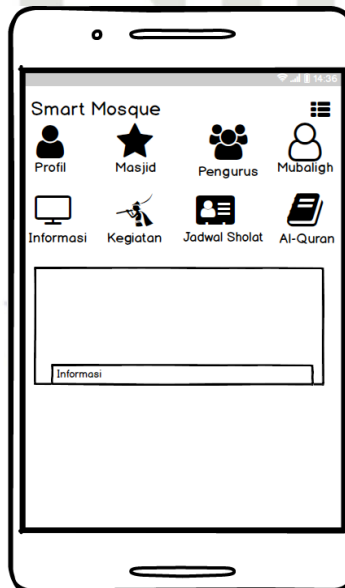 14:36
Smart Mosque
Profil Masjid Pengurus Mubaligh
Informasi Kegiatan Jadwal Sholat Al-Quran
Informasi